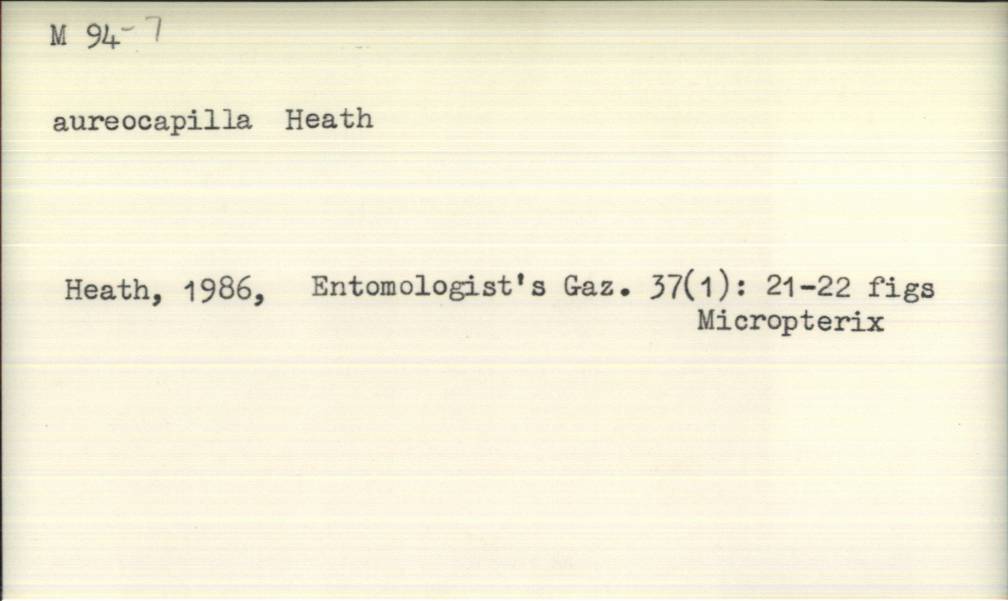 M 94-7
aureocapilla Heath
Heath, 1986, Entomologist's Gaz. 37(1): 21-22 figs
Micropterix